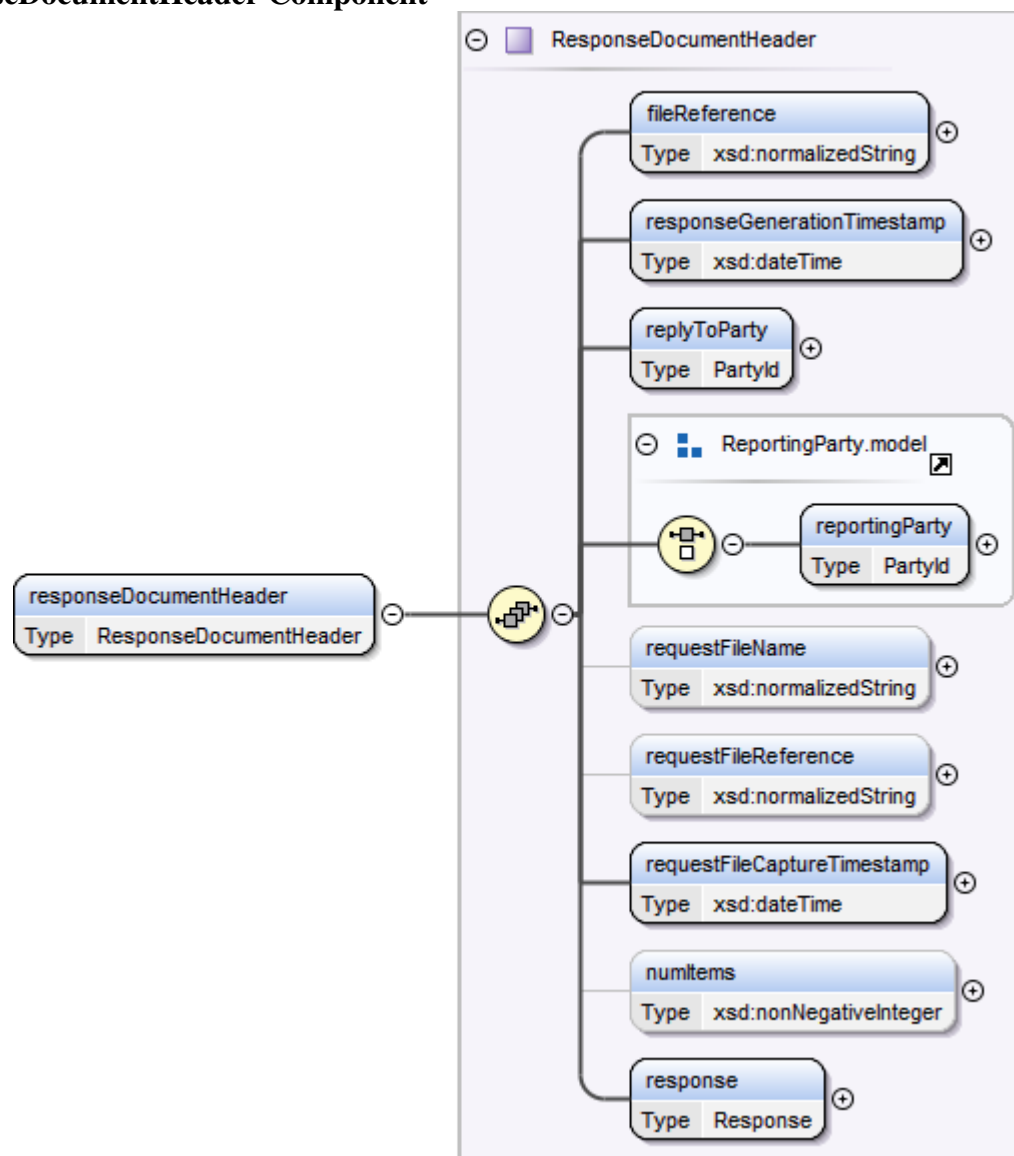 seDocumentHeader Component
ResponseDocumentHeader
fileReference
Type xsd:normalizedString
responseGenerationTimestamp
Type xsd:dateTime
replyToParty
Type PartyId
ReportingParty.model
reportingParty
Type PartyId
responseDocumentHeader
Type ResponseDocumentHeader
requestFileName
Type xsd:normalizedString
requestFileReference
Type xsd:normalizedString
requestFileCaptureTimestamp
Type xsd:dateTime
numItems
Type xsd:nonNegativeInteger
response
Type Response